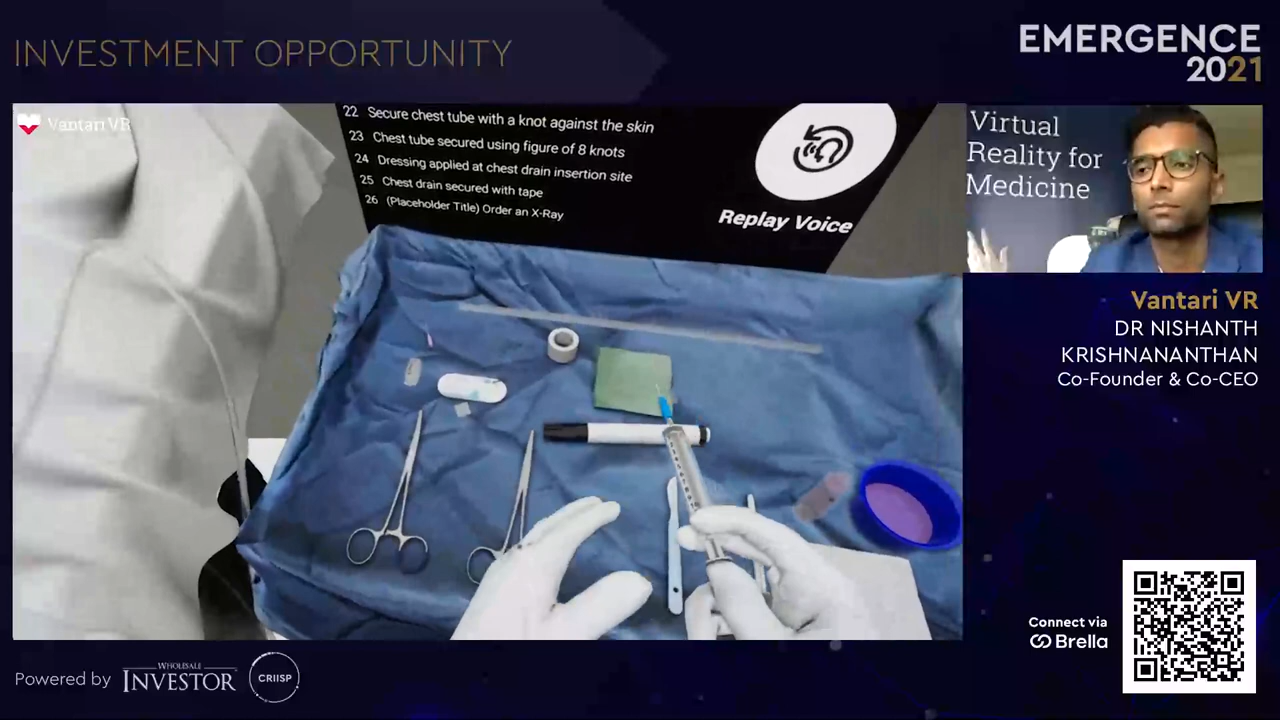 INVESTMENT OPPORTUNITY
EMERGENCE
2021
Vantari VR
22 Secure chest tube with a knot against the skin
23 Chest tube secured using figure of 8 knots
24 Dressing applied at chest drain insertion site
25 Chest drain secured with tape
26 (Placeholder Title) Order an X-Ray
Replay Voice
Virtual
Reality for
Medicine
Vantari VR
DR NISHANTH
KRISHNANANTHAN
Co-Founder & Co-CEO
Connect via
Brella
Powered by
WHOLESALE
INVESTOR
CRIISP